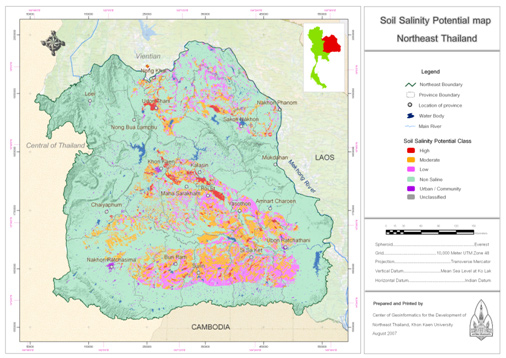 Soil Salinity Potential map
Northeast Thailand
Legend
Northeast Boundary
Province Boundary
Location of province
Water Body
Main River
Soil Salinity Potential Class
High
Moderate
Low
Non Saline
Urban / Community
Unclassified
Spheroid Everest
Grid 10,000 Meter UTM Zone 48
Projection Transverse Mercator
Vertical Datum Mean Sea Level at Ko Lak
Horizontal Datum Indian Datum
Prepared and Printed by
Center of Geoinformatics for the Development of
Northeast Thailand, Khon Kaen University
August 2007
Vientian
Nong Khai
Loei
Udon Thani
Nakhon Phanom
Sakon Nakhon
Nong Bua Lamphu
Central of Thailand
Khon Kaen
Kalasin
Mukdahan
LAOS
Mekhong River
Maha Sarakham
Roi Et
Chaiyaphum
Yasothon
Amnart Charoen
Ubon Ratchathani
Si Sa Ket
Nakhon Ratchasima
Buri Ram
CAMBODIA